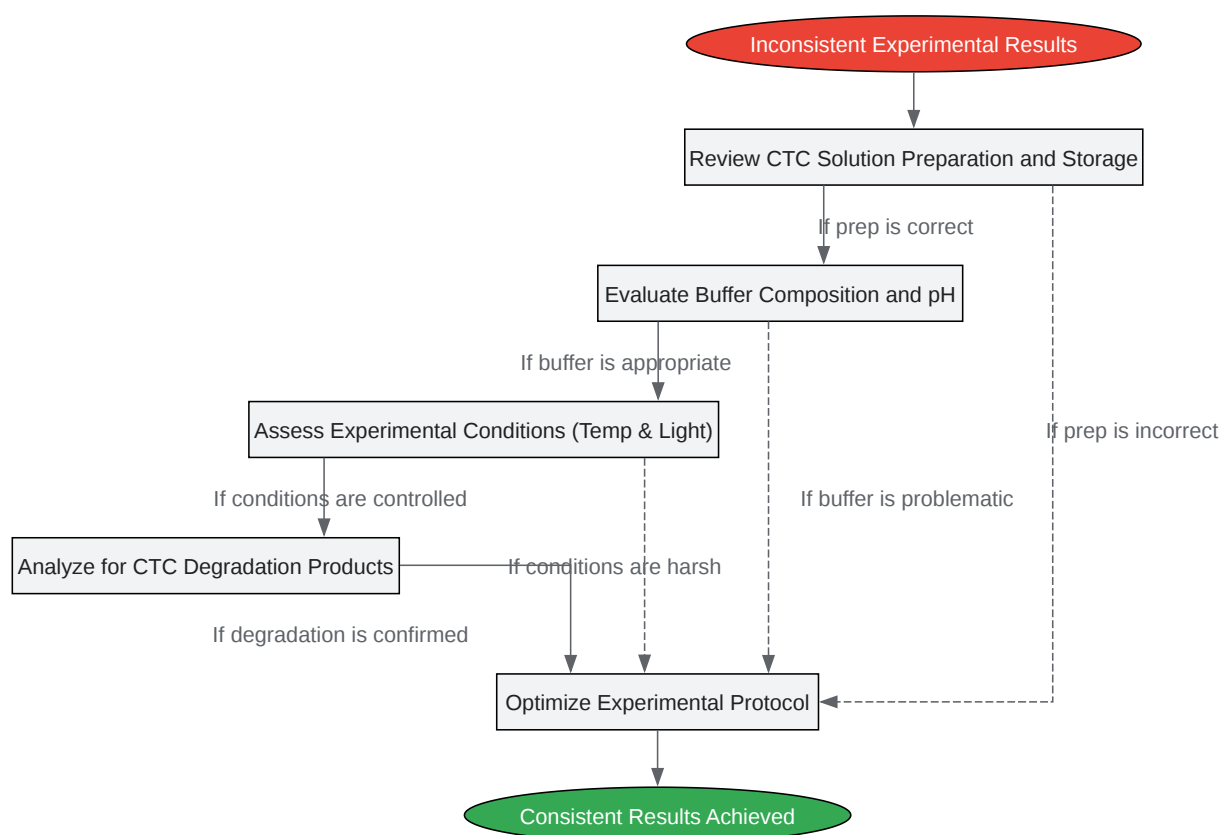 Inconsistent Experimental Results
Review CTC Solution Preparation and Storage
If prep is correct
Evaluate Buffer Composition and pH
If buffer is appropriate
Assess Experimental Conditions (Temp & Light)
If prep is incorrect
If conditions are controlled
If buffer is problematic
Analyze for CTC Degradation Products
If conditions are harsh
If degradation is confirmed
Optimize Experimental Protocol
Consistent Results Achieved